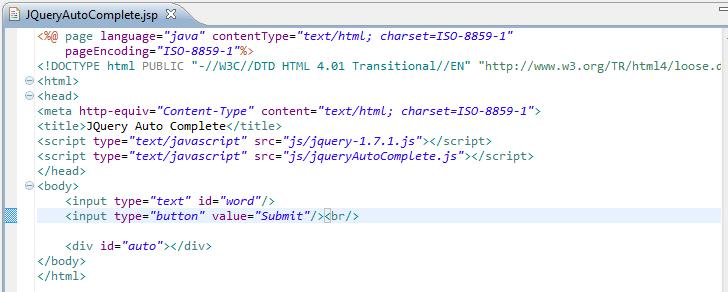 JQueryAutoComplete.jsp
<%@ page language="java" contentType="text/html; charset=ISO-8859-1"
    pageEncoding="ISO-8859-1"%>
<!DOCTYPE html PUBLIC "-//W3C//DTD HTML 4.01 Transitional//EN" "http://www.w3.org/TR/html4/loose.d
<html>
<head>
<meta http-equiv="Content-Type" content="text/html; charset=ISO-8859-1">
<title>JQuery Auto Complete</title>
<script type="text/javascript" src="js/jquery-1.7.1.js"></script>
<script type="text/javascript" src="js/jqueryAutoComplete.js"></script>
</head>
<body>
    <input type="text" id="word"/>
    <input type="button" value="Submit"/><br/>
    <div id="auto"></div>
</body>
</html>